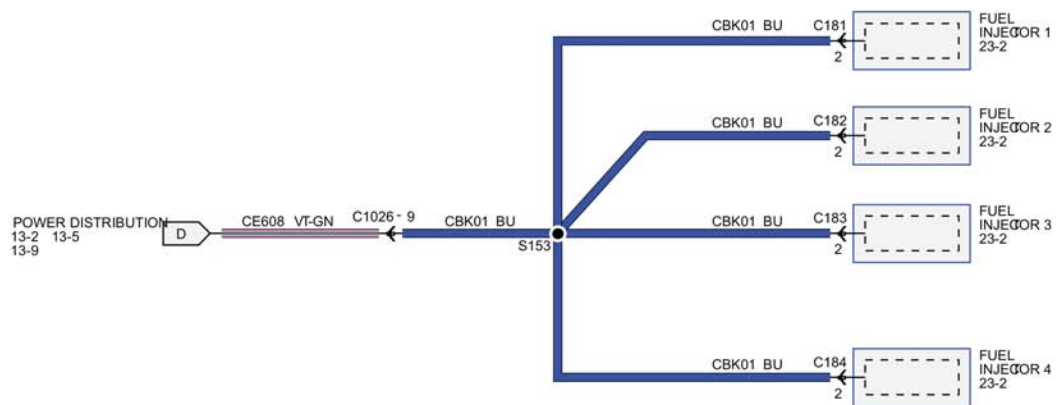 CBK01 BU
C181
2
FUEL
INJECTOR 1
23-2
CBK01 BU
C182
2
FUEL
INJECTOR 2
23-2
POWER DISTRIBUTION
13-2 13-5
13-9
D
CE608 VT-GN
C1026 - 9
CBK01 BU
S153
CBK01 BU
C183
2
FUEL
INJECTOR 3
23-2
CBK01 BU
C184
2
FUEL
INJECTOR 4
23-2